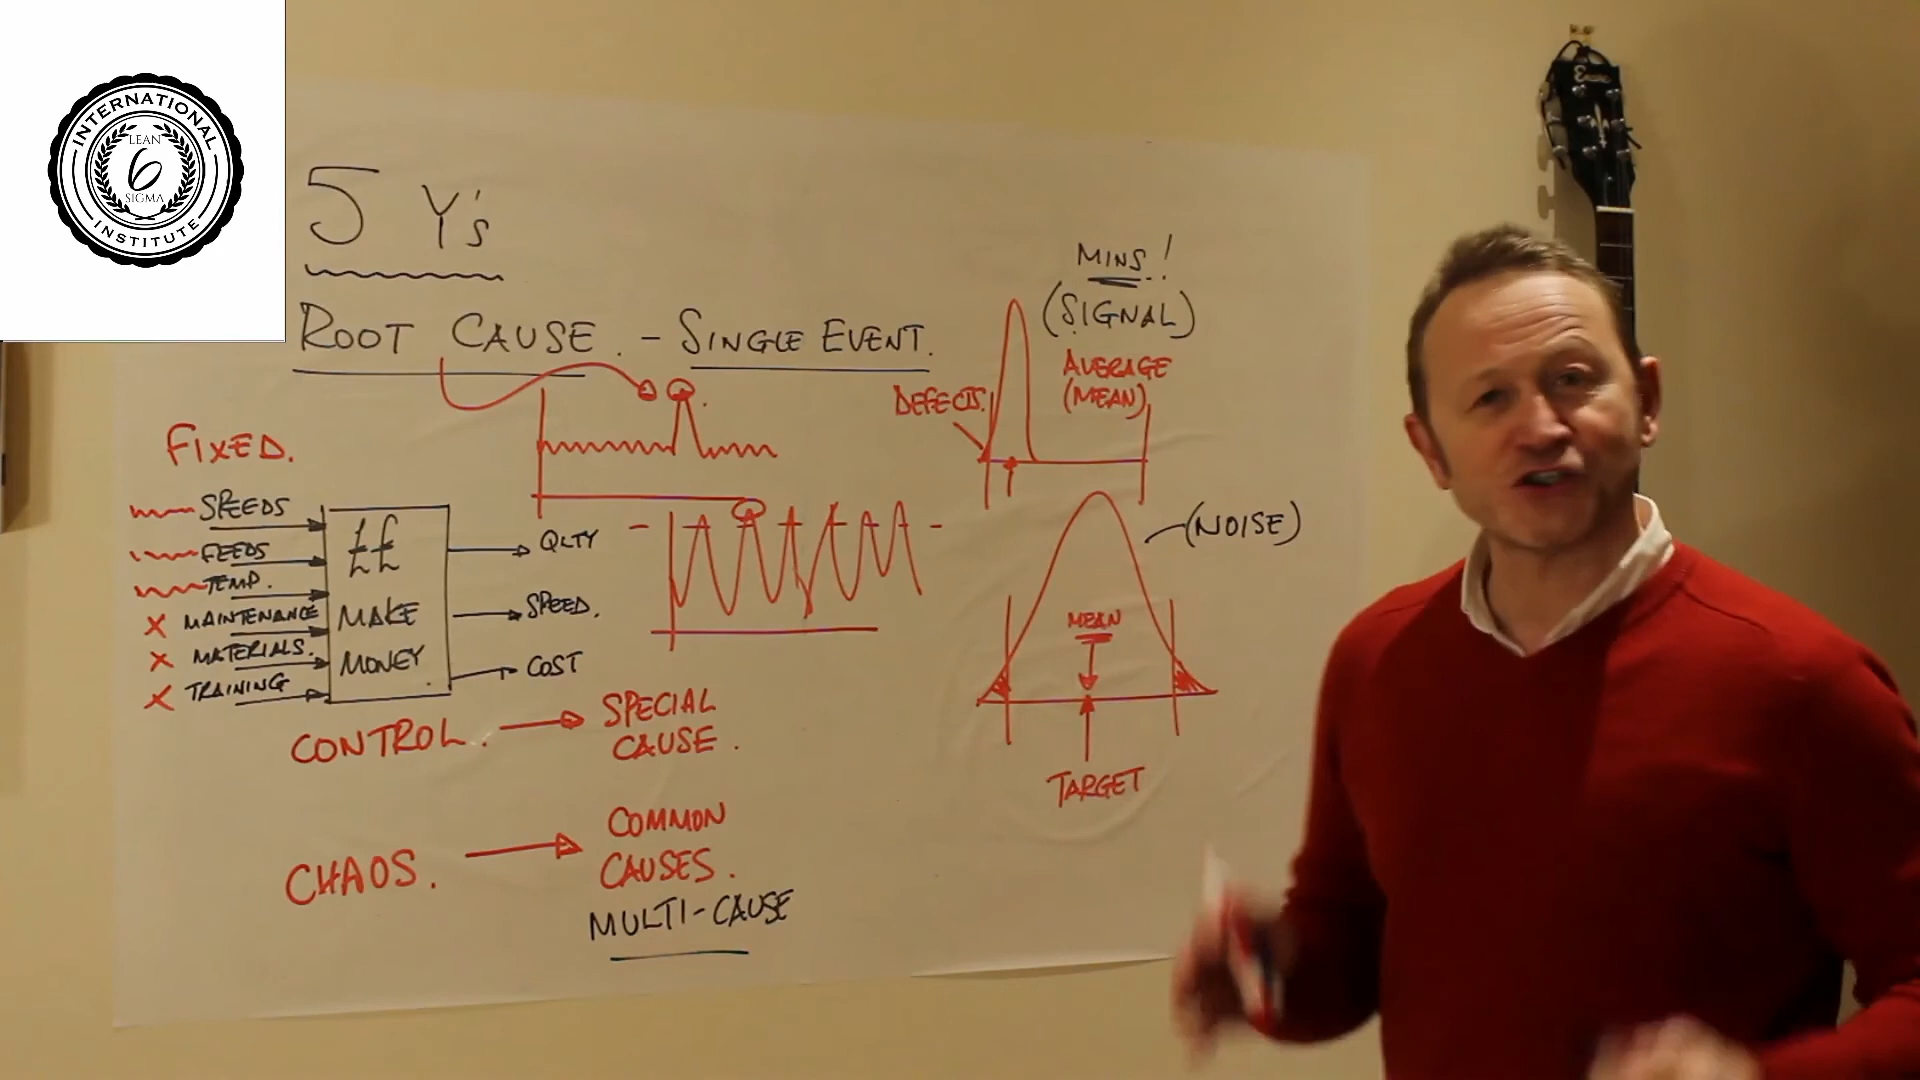 INTERNATIONAL
LEAN
6
SIGMA
INSTITUTE
5 Y's
ROOT CAUSE. - SINGLE EVENT.
MINS!
(SIGNAL)
AVERAGE
(MEAN)
DEFECTS.
FIXED.
SPEEDS
FEEDS
TEMP.
X MAINTENANCE
X MATERIALS.
X TRAINING
££
MAKE
MONEY.
QLTY
SPEED.
COST
(NOISE)
MEAN
TARGET
CONTROL. → SPECIAL
CAUSE.
CHAOS. → COMMON
CAUSES.
MULTI-CAUSE